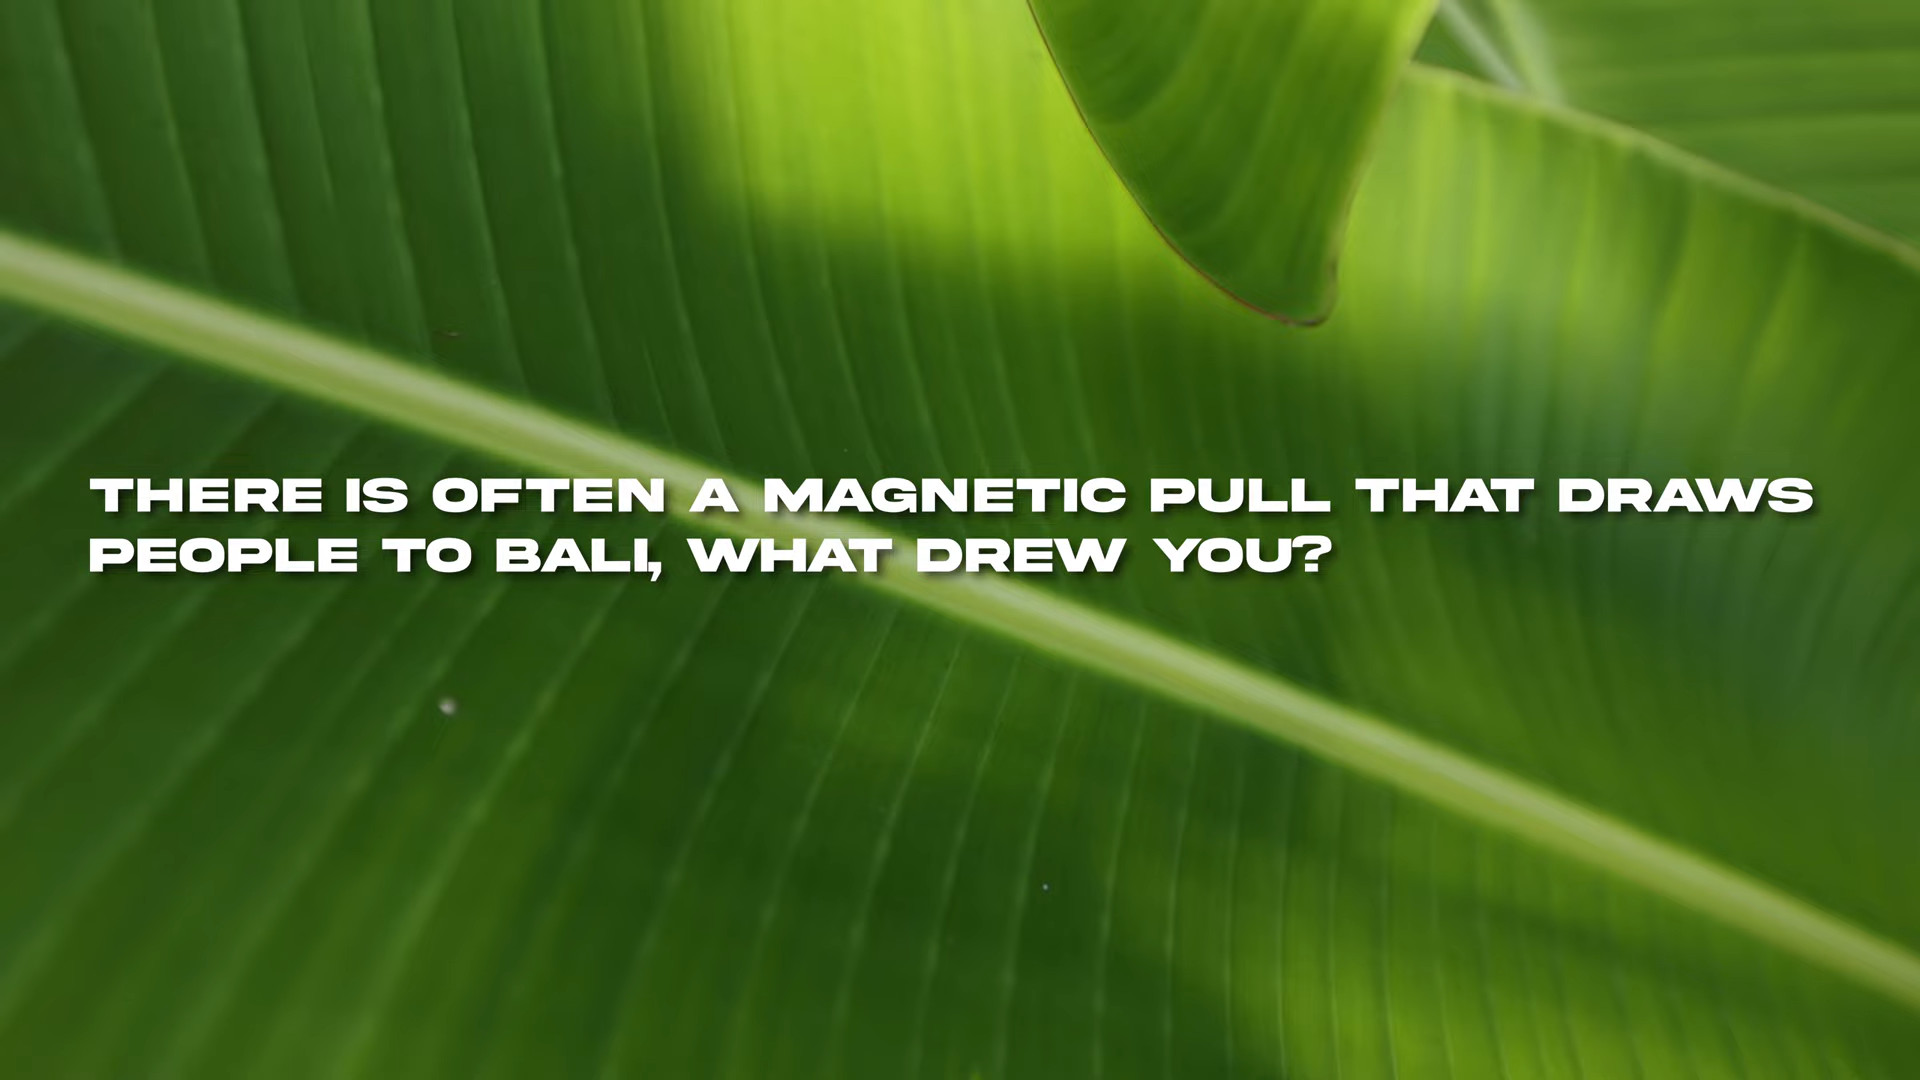 THERE IS OFTEN A MAGNETIC PULL THAT DRAWS
PEOPLE TO BALI, WHAT DREW YOU?